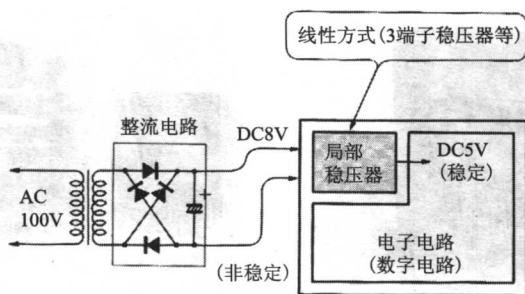 线性方式(3端子稳压器等)
整流电路
DC8V
局部
稳压器
DC5V
(稳定)
AC
100V
+
电子电路
(数字电路)
(非稳定)